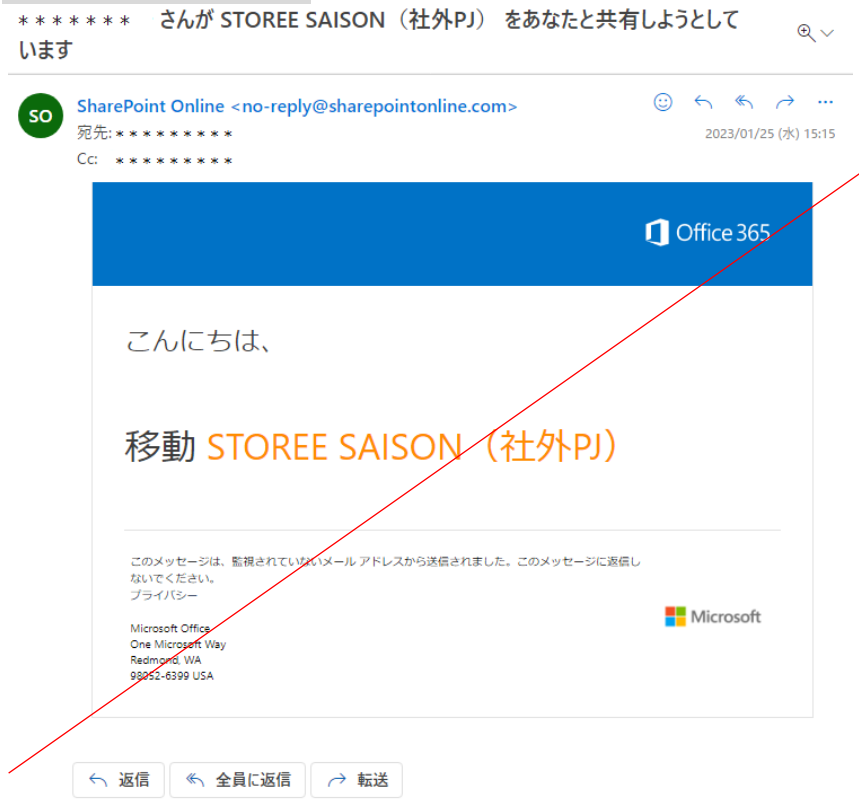 ******* さんが STOREE SAISON（社外PJ） をあなたと共有しようとして
います
SO
SharePoint Online <no-reply@sharepointonline.com>
宛先: *********
2023/01/25 (水) 15:15
Cc: *********
Office 365
こんにちは、
移動 STOREE SAISON（社外PJ）
このメッセージは、監視されていないメール アドレスから送信されました。このメッセージに返信し
ないでください。
プライバシー
Microsoft
Microsoft Office
One Microsoft Way
Redmond, WA
98052-6399 USA
返信 全員に返信 転送